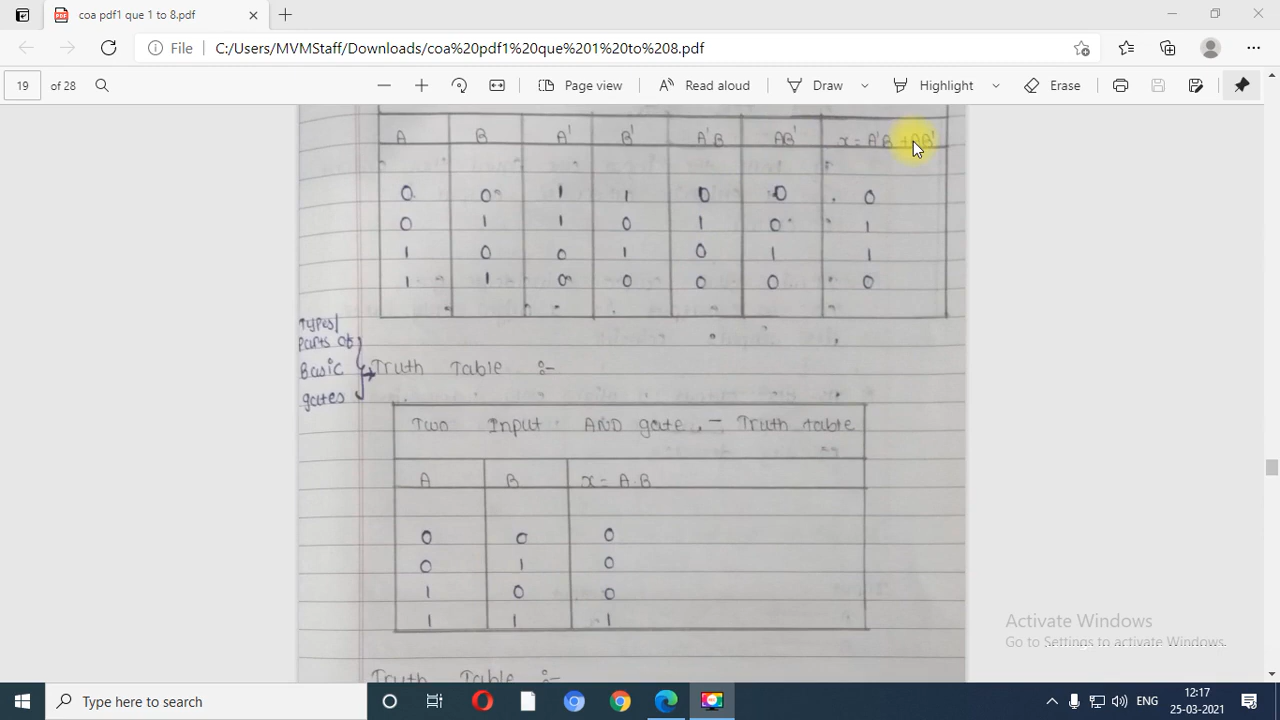 coa pdf1 que 1 to 8.pdf
File C:/Users/MVMStaff/Downloads/coa%20pdf1%20que%201%20to%208.pdf
19 of 28 Page view Read aloud Draw Highlight Erase
A B A' B' A'B AB' x = A'B + AB'
0 0 1 1 0 0 0
0 1 1 0 1 0 1
1 0 0 1 0 1 1
1 1 0 0 0 0 0
Types/
Parts of
Basic
gates
Truth Table :-
Two Input AND gate - Truth table
A B x = A.B
0 0 0
0 1 0
1 0 0
1 1 1
Truth Table :-
Activate Windows
Go to Settings to activate Windows.
Type here to search
ENG
12:17
25-03-2021